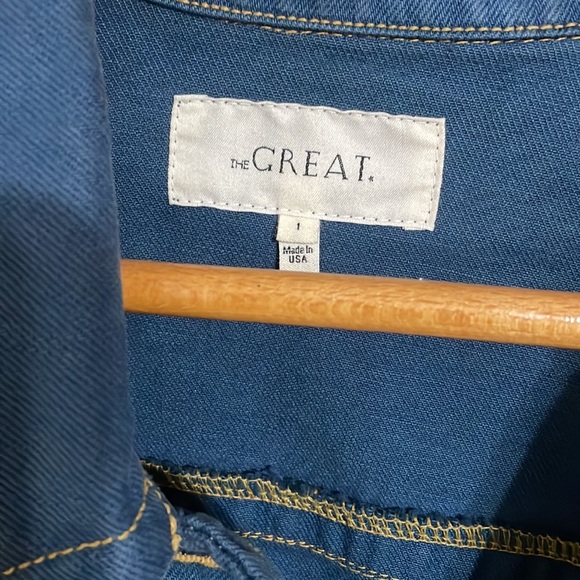 THE GREAT.
1
Made In
USA